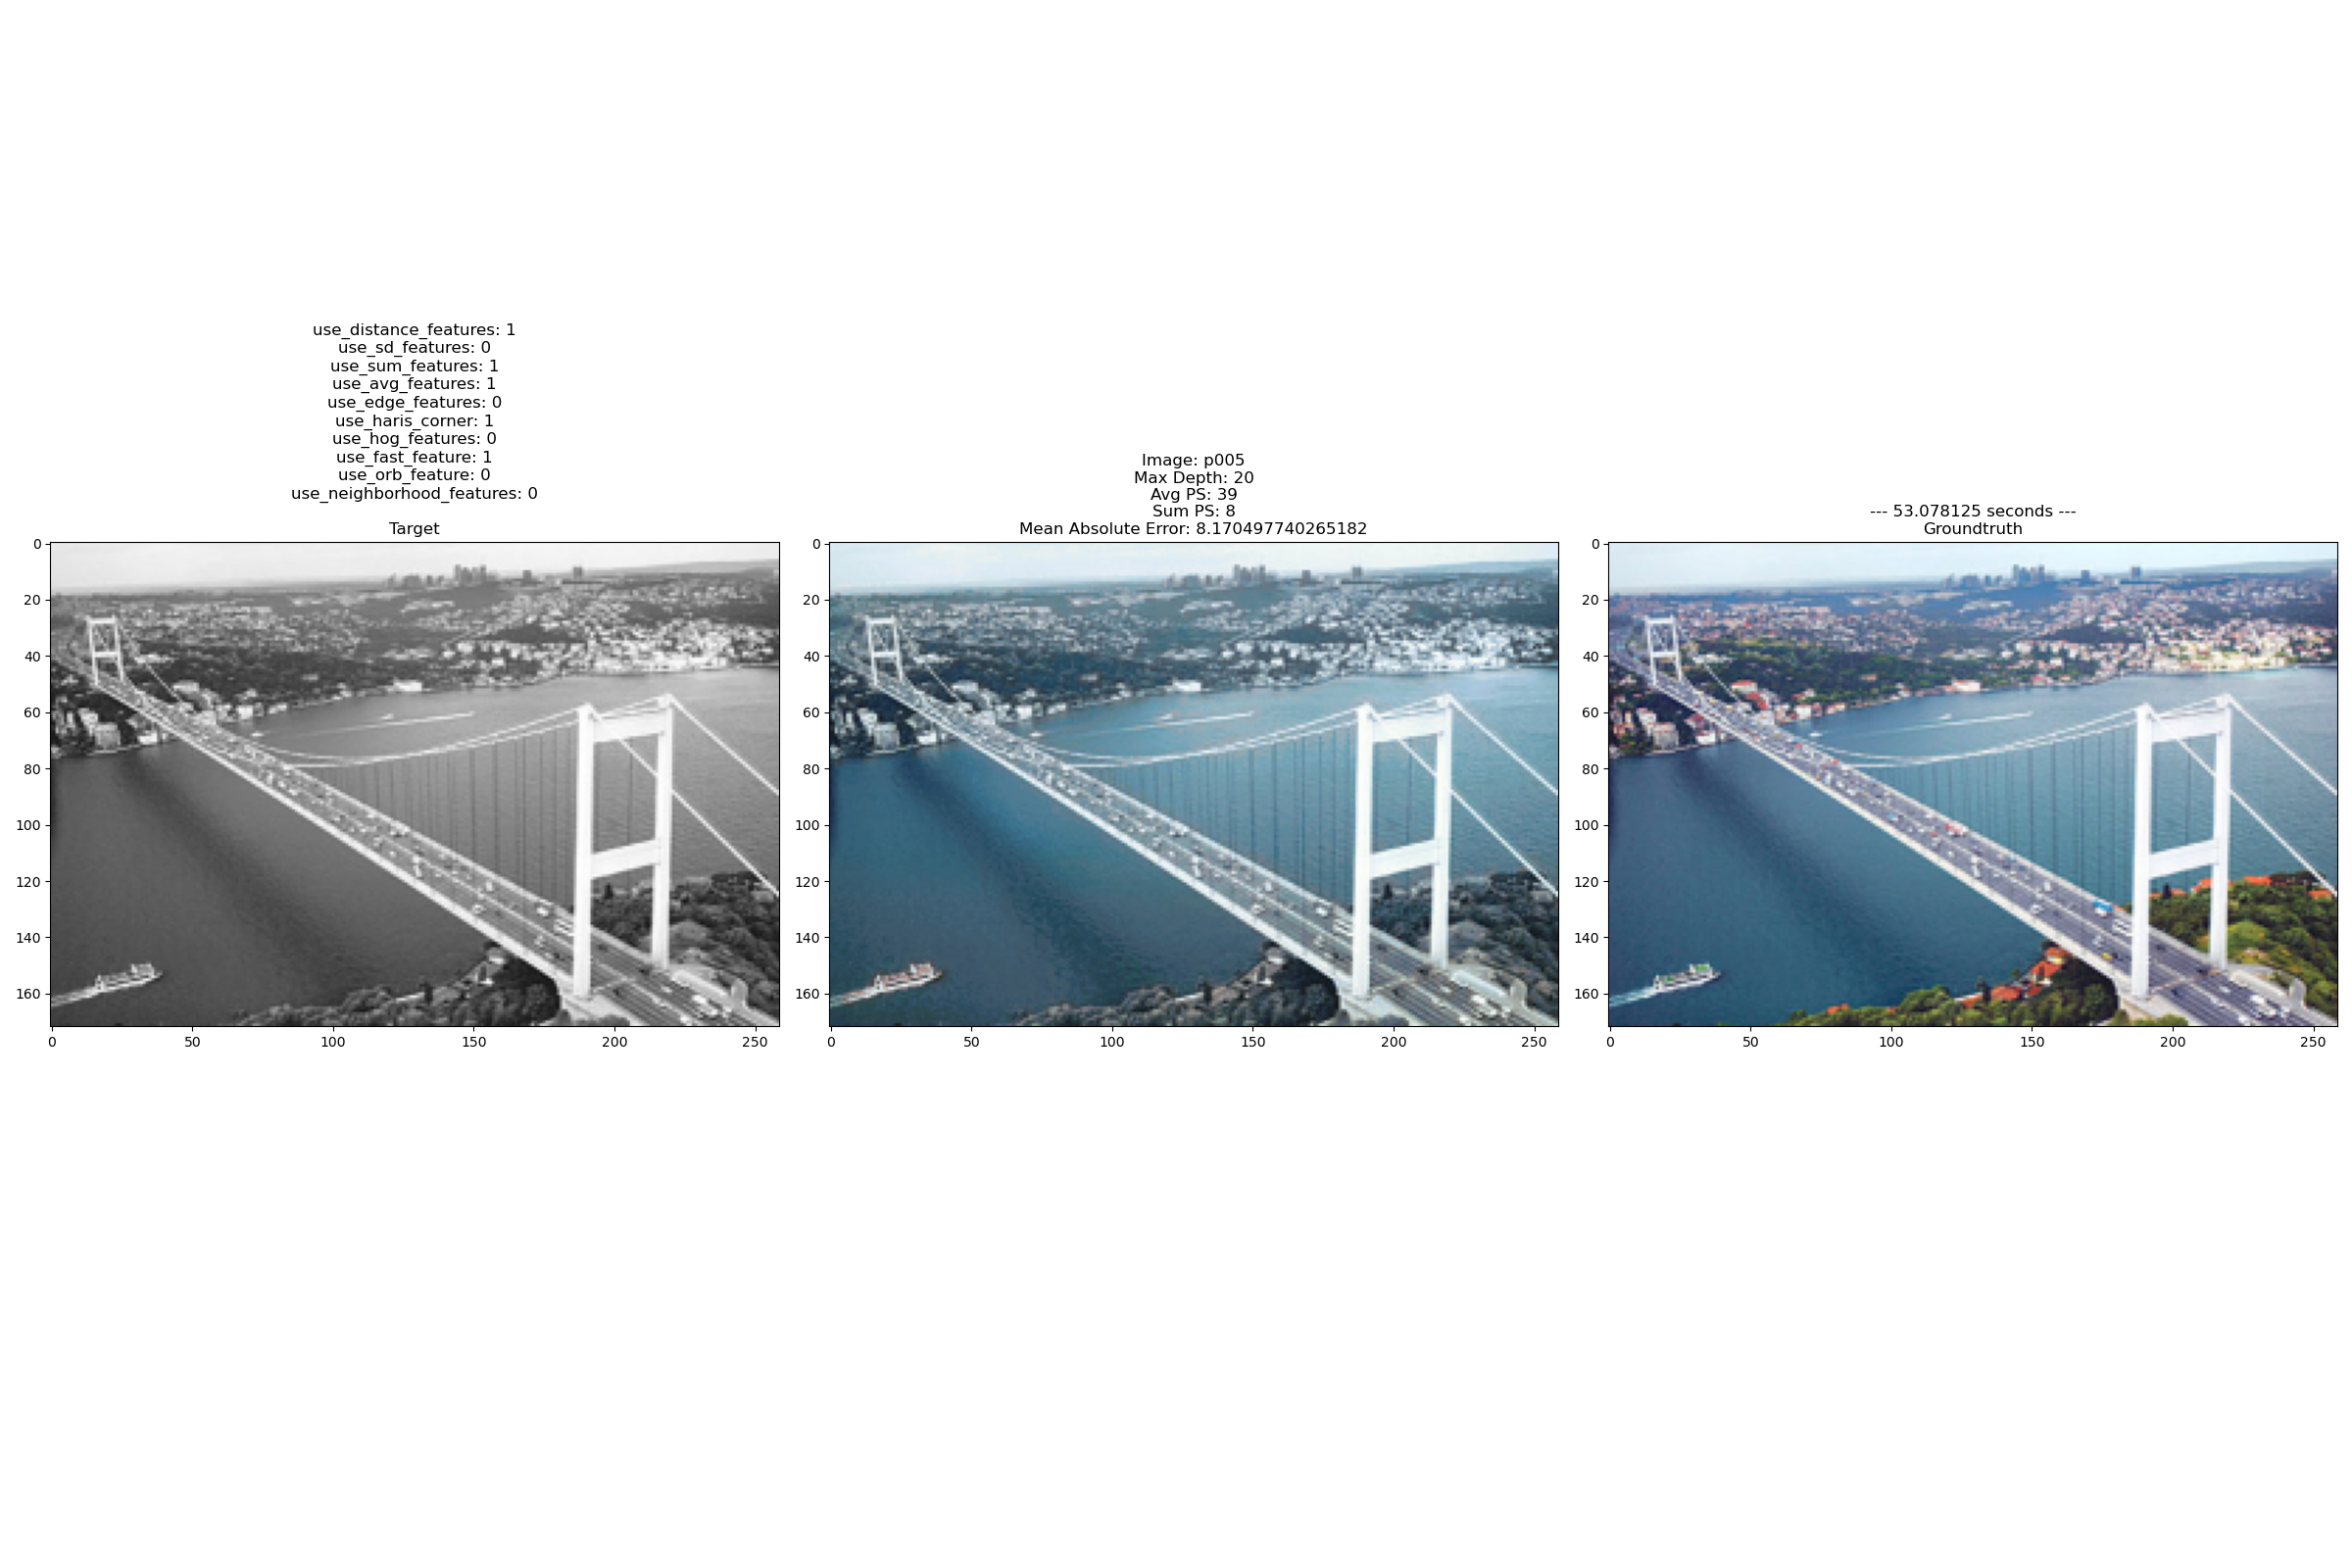 use_distance_features: 1
use_sd_features: 0
use_sum_features: 1
use_avg_features: 1
use_edge_features: 0
use_haris_corner: 1
use_hog_features: 0
use_fast_feature: 1
use_orb_feature: 0
use_neighborhood_features: 0
Target
0
20
40
60
80
100
120
140
160
0
50
100
150
200
250
Image: p005
Max Depth: 20
Avg PS: 39
Sum PS: 8
Mean Absolute Error: 8.170497740265182
0
20
40
60
80
100
120
140
160
0
50
100
150
200
250
--- 53.078125 seconds ---
Groundtruth
0
20
40
60
80
100
120
140
160
0
50
100
150
200
250